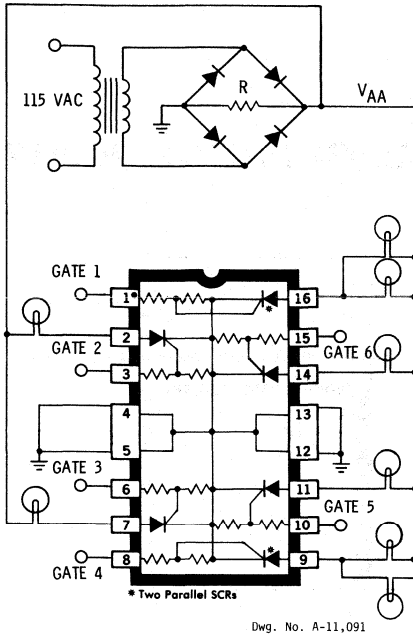 115 VAC
R
VAA
GATE 1
1
16
2
15
GATE 2
GATE 6
3
14
4
13
5
12
GATE 3
6
11
GATE 5
7
10
8
9
GATE 4
*
*
* Two Parallel SCRs
Dwg. No. A-11,091